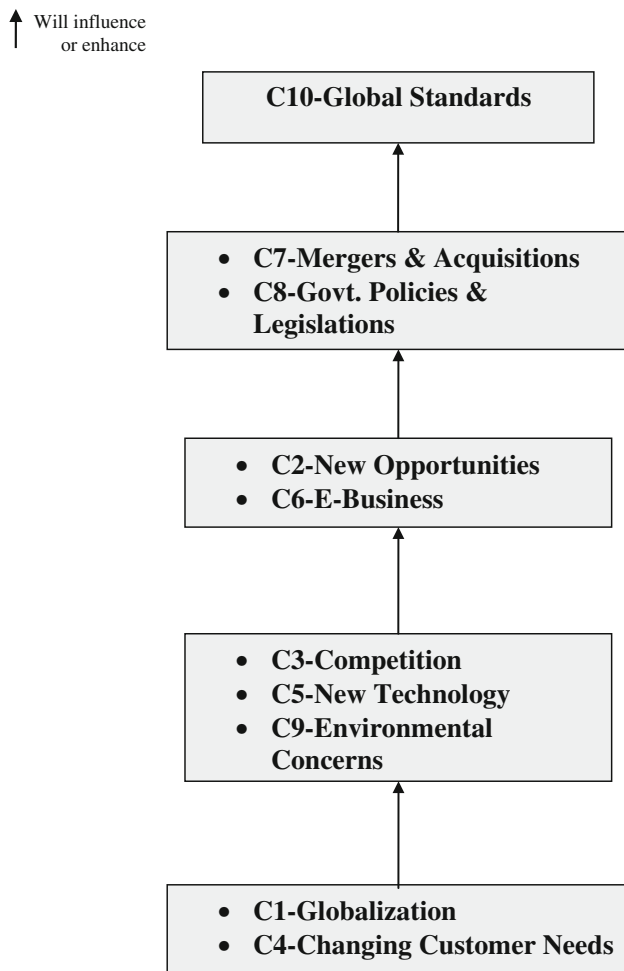 Will influence
or enhance
C10-Global Standards
• C7-Mergers & Acquisitions
• C8-Govt. Policies &
Legislations
• C2-New Opportunities
• C6-E-Business
• C3-Competition
• C5-New Technology
• C9-Environmental
Concerns
• C1-Globalization
• C4-Changing Customer Needs